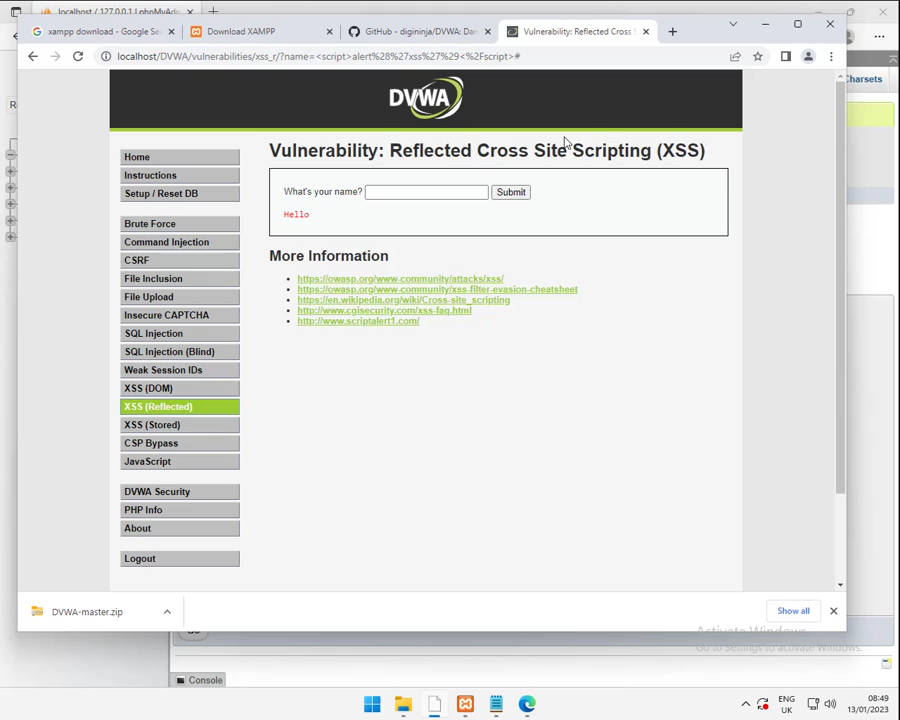 localhost / 127.0.0.1 | phpMyAdm
xampp download - Google Sea
Download XAMPP
GitHub - digininja/DVWA: Dam
Vulnerability: Reflected Cross S
localhost/DVWA/vulnerabilities/xss_r/?name=<script>alert%28%27xss%27%29<%2Fscript>#
Charsets
DVWA
Vulnerability: Reflected Cross Site Scripting (XSS)
Home
Instructions
Setup / Reset DB
What's your name?
Submit
Hello
Brute Force
Command Injection
CSRF
File Inclusion
File Upload
Insecure CAPTCHA
SQL Injection
SQL Injection (Blind)
Weak Session IDs
XSS (DOM)
XSS (Reflected)
XSS (Stored)
CSP Bypass
JavaScript
DVWA Security
PHP Info
About
Logout
More Information
https://owasp.org/www-community/attacks/xss/
https://owasp.org/www-community/xss-filter-evasion-cheatsheet
https://en.wikipedia.org/wiki/Cross-site_scripting
http://www.cgisecurity.com/xss-faq.html
http://www.scriptalert1.com/
DVWA-master.zip
Show all
Activate Windows
Go to Settings to activate Windows.
Console
ENG
UK
08:49
13/01/2023